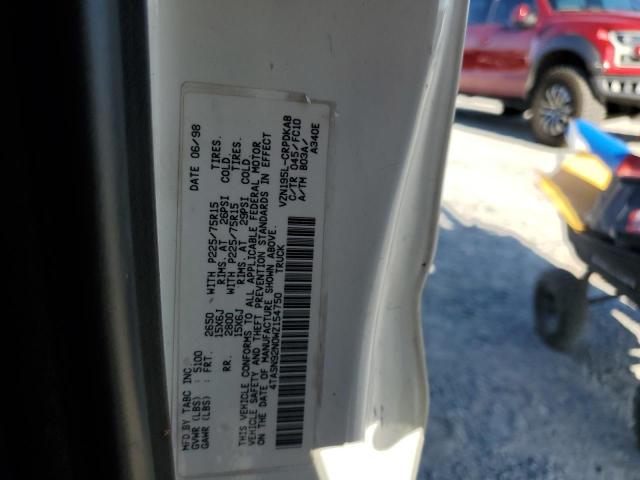 MFD BY TABC INC. DATE 06/98
GVWR (LBS) : 5100
GAWR (LBS) : FRT. 2650 WITH P225/75R15 TIRES.
15X6J RIMS. AT 26PSI COLD.
RR. 2800 WITH P225/75R15 TIRES.
15X6J RIMS. AT 29PSI COLD.
THIS VEHICLE CONFORMS TO ALL APPLICABLE FEDERAL MOTOR
VEHICLE SAFETY AND THEFT PREVENTION STANDARDS IN EFFECT
ON THE DATE OF MANUFACTURE SHOWN ABOVE.
4TASN92N0WZ154750 TRUCK
VZN195L-CRPDKAB
C/TR 045/FC10
A/TM B03A/
A340E